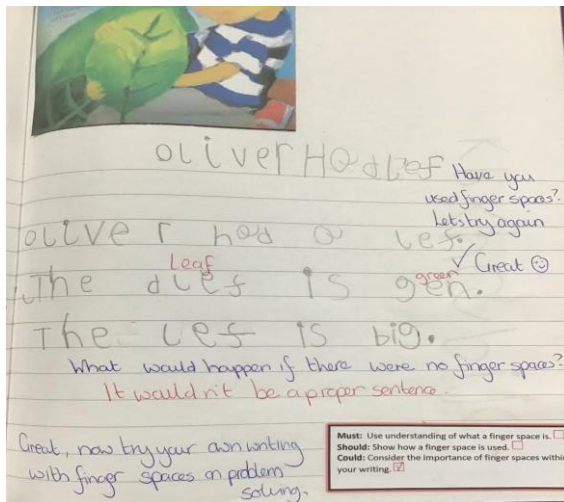 oLiverHadLef
Have you
used finger spaces?
Lets try again
oLiver had a Lef.
✓ Great ☺
Leaf
green
The dLef is gen.
The Lef is big.
What would happen if there were no finger spaces?
It wouldn't be a proper sentence.
Great, now try your own writing
with finger spaces on problem
solving.
Must: Use understanding of what a finger space is. ☐
Should: Show how a finger space is used. ☐
Could: Consider the importance of finger spaces within
your writing. ☑